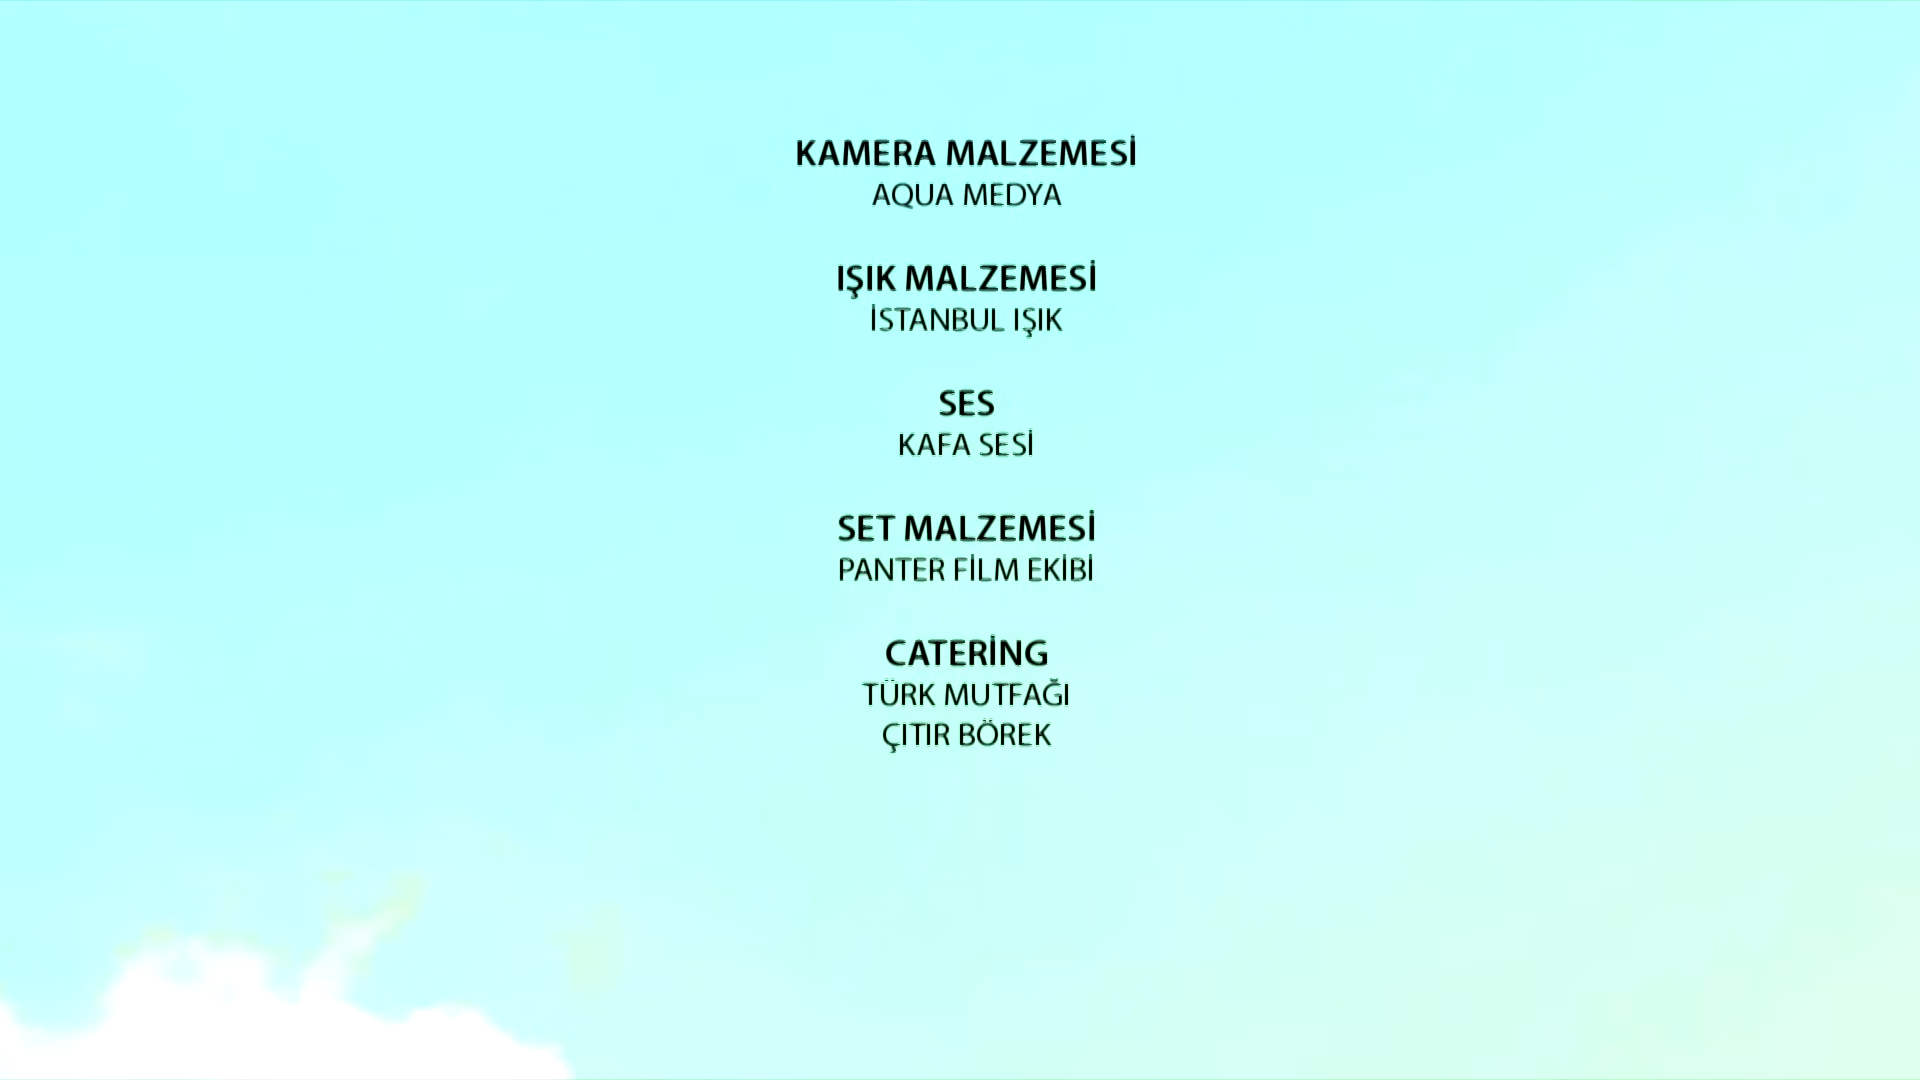 KAMERA MALZEMESİ
AQUA MEDYA
IŞIK MALZEMESİ
İSTANBUL IŞIK
SES
KAFA SESİ
SET MALZEMESİ
PANTER FİLM EKİBİ
CATERİNG
TÜRK MUTFAĞI
ÇITIR BÖREK